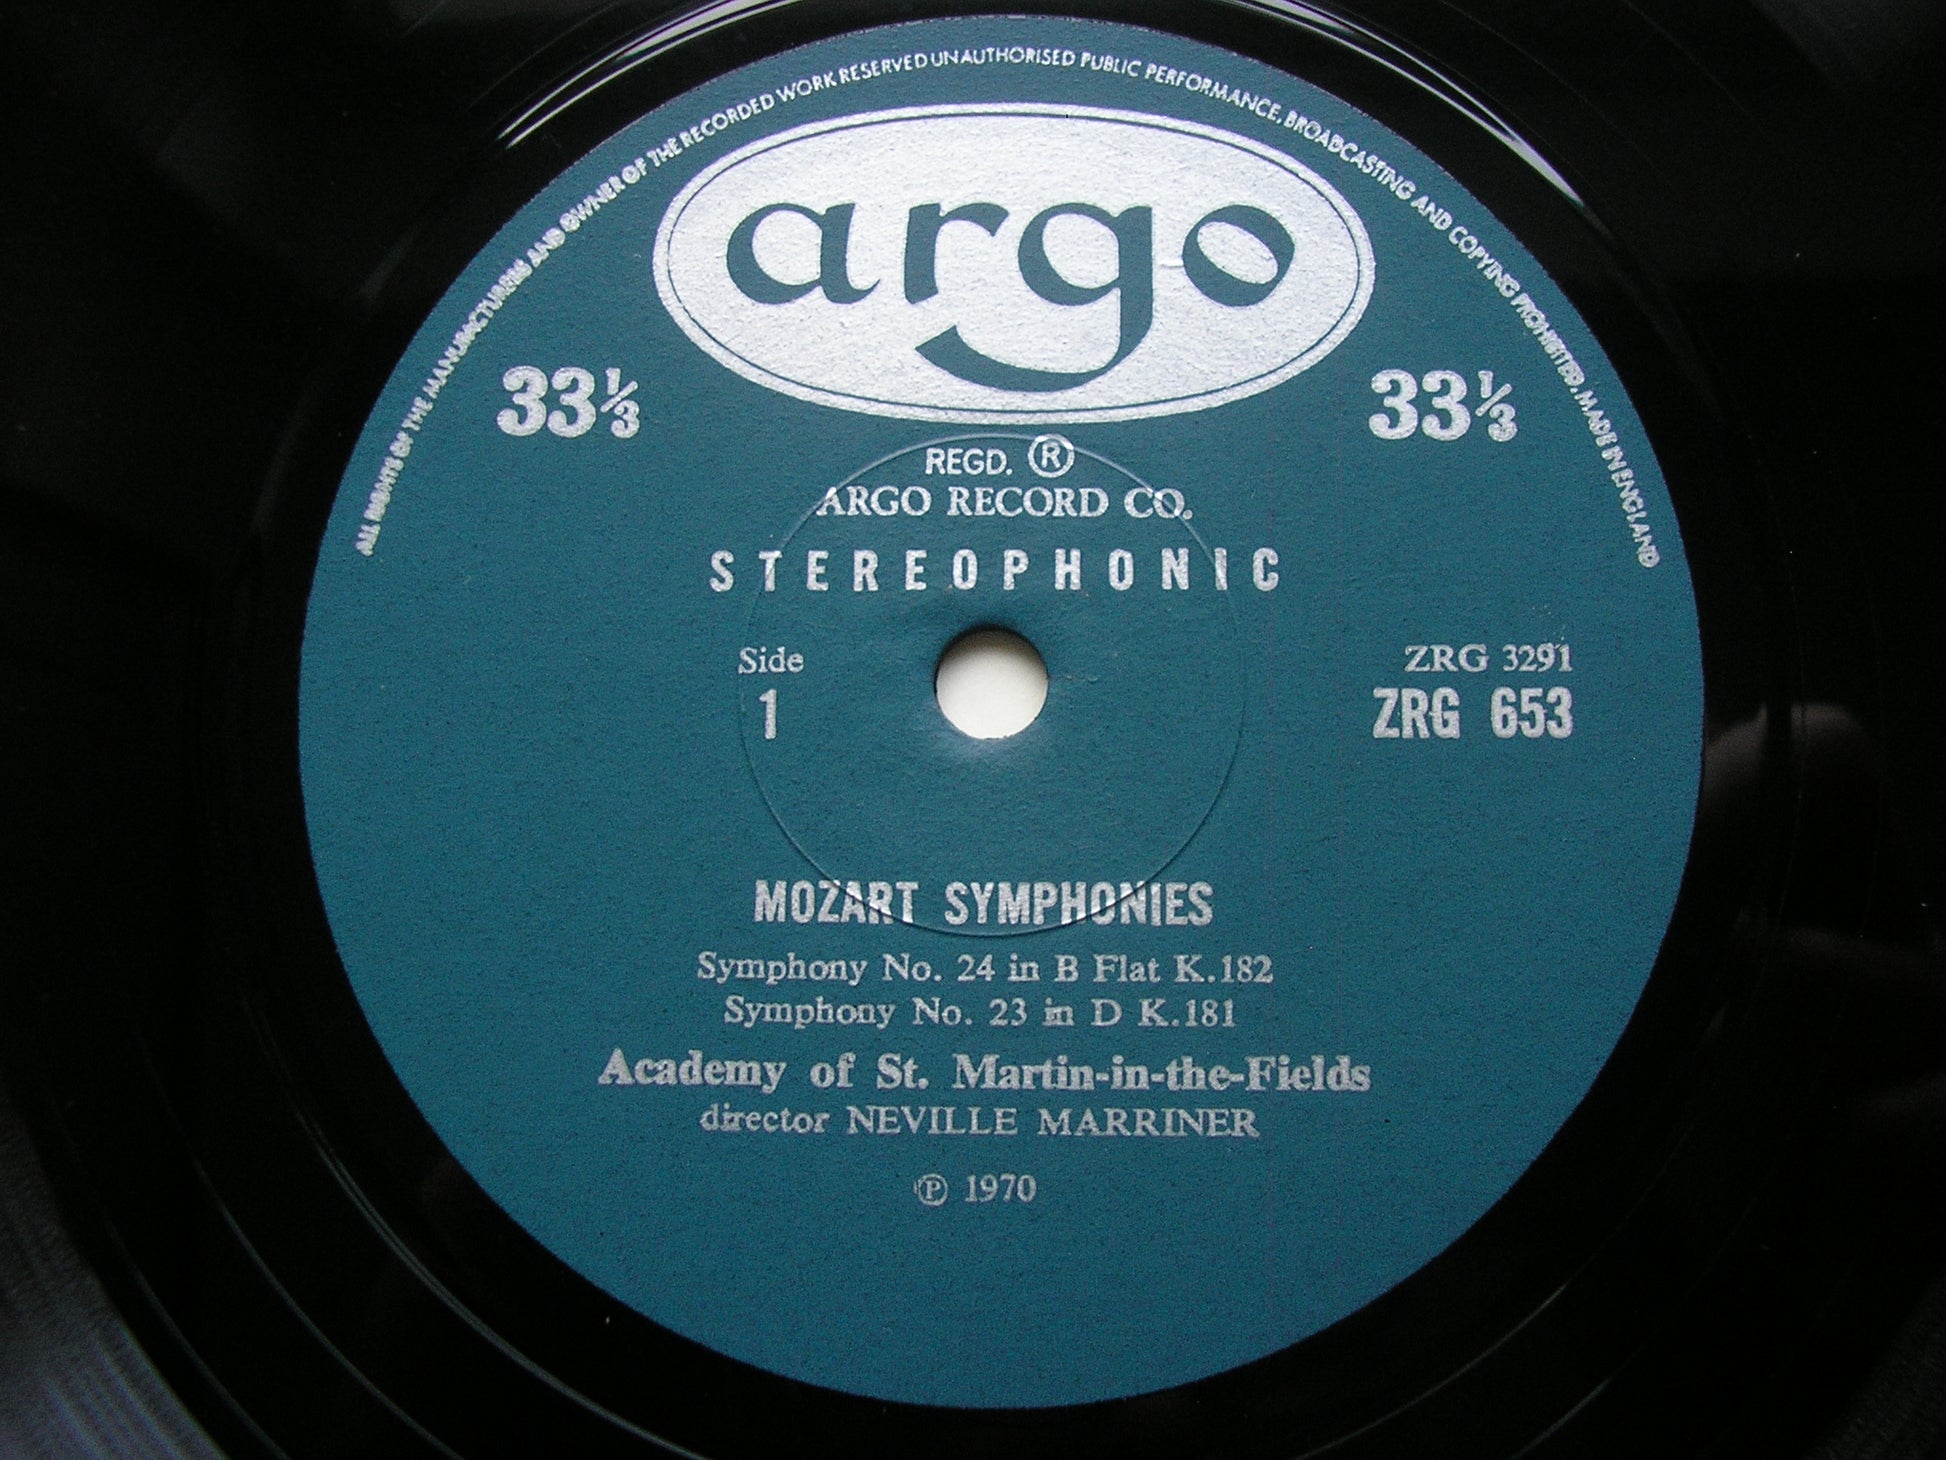 ALL RIGHTS OF THE MANUFACTURERS AND OWNER OF THE RECORDED WORK RESERVED UNAUTHORISED PUBLIC PERFORMANCE, BROADCASTING AND COPYING PROHIBITED. MADE IN ENGLAND
argo
33⅓ 33⅓
REGD. ®
ARGO RECORD CO.
STEREOPHONIC
Side ZRG 3291
1 ZRG 653
MOZART SYMPHONIES
Symphony No. 24 in B Flat K.182
Symphony No. 23 in D K.181
Academy of St. Martin-in-the-Fields
director NEVILLE MARRINER
℗ 1970